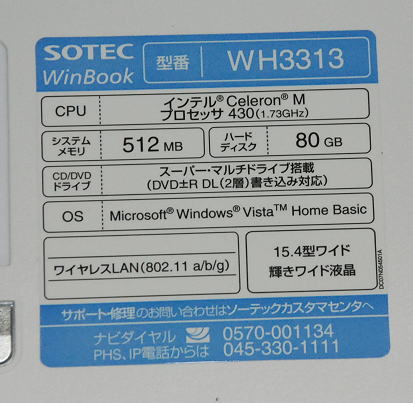 SOTEC
WinBook
型番
WH3313
CPU
インテル® Celeron® M
プロセッサ 430(1.73GHz)
システム
メモリ
512 MB
ハード
ディスク
80 GB
CD/DVD
ドライブ
スーパー・マルチドライブ搭載
(DVD±R DL(2層)書き込み対応)
OS
Microsoft® Windows® Vista™ Home Basic
ワイヤレスLAN(802.11 a/b/g)
15.4型ワイド
輝きワイド液晶
サポート・修理のお問い合わせはソーテックカスタマセンタへ
ナビダイヤル 0570-001134
PHS、IP電話からは 045-330-1111